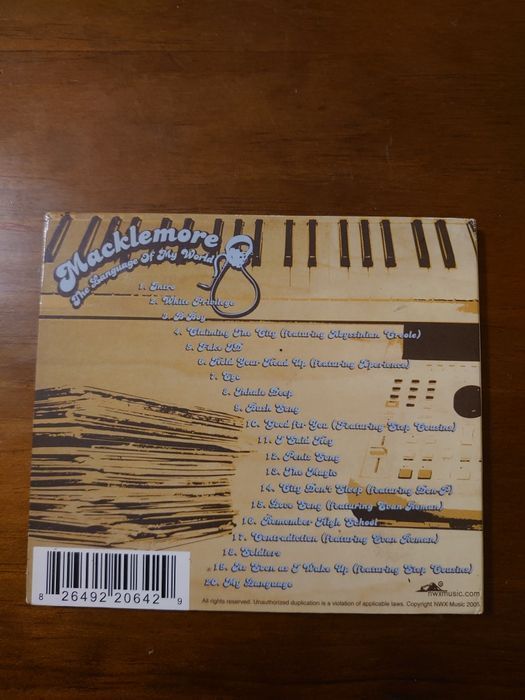 Macklemore
The Language Of My World
1. Intro
2. White Privilege
3. B-Boy
4. Claiming The City (featuring Abyssinian Creole)
5. Fake ID
6. Hold Your Head Up (featuring Xperience)
7. Ego
8. Inhale Deep
9. Bush Song
10. Good for You (Featuring Step Cousins)
11. I Said Hey
12. Penis Song
13. The Magic
14. City Don't Sleep (featuring Don-P)
15. Love Song (featuring Evan Roman)
16. Remember High School
17. Contradiction (featuring Evan Roman)
18. Soldiers
19. As Soon as I Wake Up (featuring Step Cousins)
20. My Language
8 26492 20642 9
nwxmusic.com
All rights reserved. Unauthorized duplication is a violation of applicable laws. Copyright NWX Music 2005